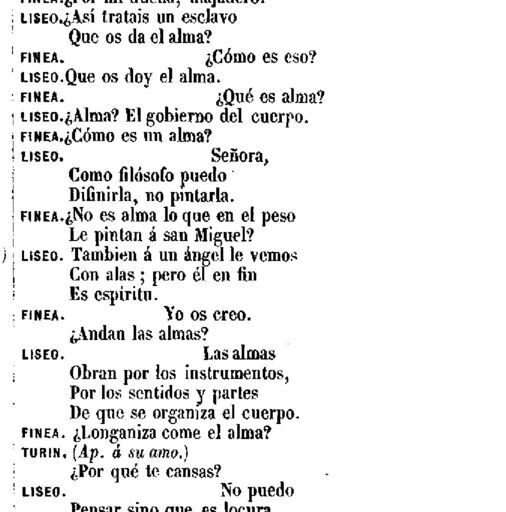 LISEO. ¿Así tratais un esclavo
Que os da el alma?
FINEA. ¿Cómo es eso?
LISEO. Que os doy el alma.
FINEA. ¿Qué es alma?
LISEO. ¿Alma? El gobierno del cuerpo.
FINEA. ¿Cómo es un alma?
LISEO. Señora,
Como filósofo puedo
Difinirla, no pintarla.
FINEA. ¿No es alma lo que en el peso
Le pintan á san Miguel?
LISEO. Tambien á un ángel le vemos
Con alas; pero él en fin
Es espíritu.
FINEA. Yo os creo.
¿Andan las almas?
LISEO. Las almas
Obran por los instrumentos,
Por los sentidos y partes
De que se organiza el cuerpo.
FINEA. ¿Longaniza come el alma?
TURIN. (Ap. á su amo.)
¿Por qué te cansas?
LISEO. No puedo
Pensar sino que es locura